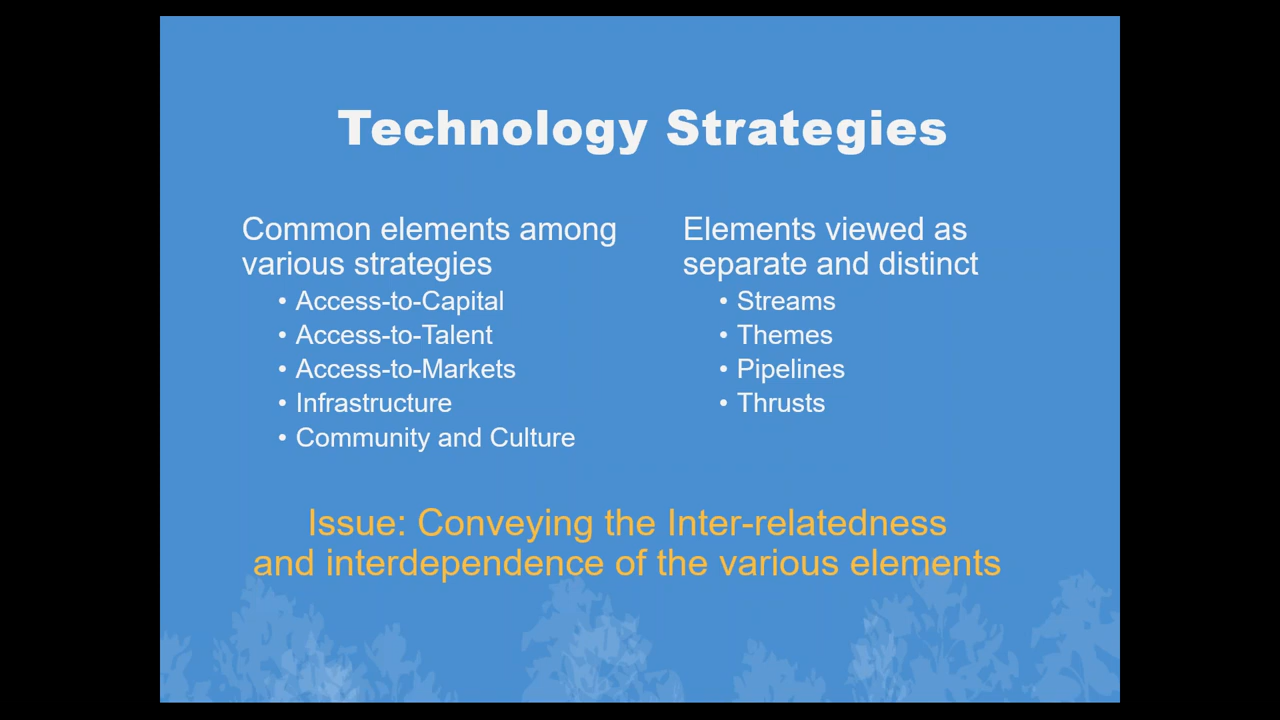 Technology Strategies
Common elements among
various strategies
• Access-to-Capital
• Access-to-Talent
• Access-to-Markets
• Infrastructure
• Community and Culture
Elements viewed as
separate and distinct
• Streams
• Themes
• Pipelines
• Thrusts
Issue: Conveying the Inter-relatedness
and interdependence of the various elements